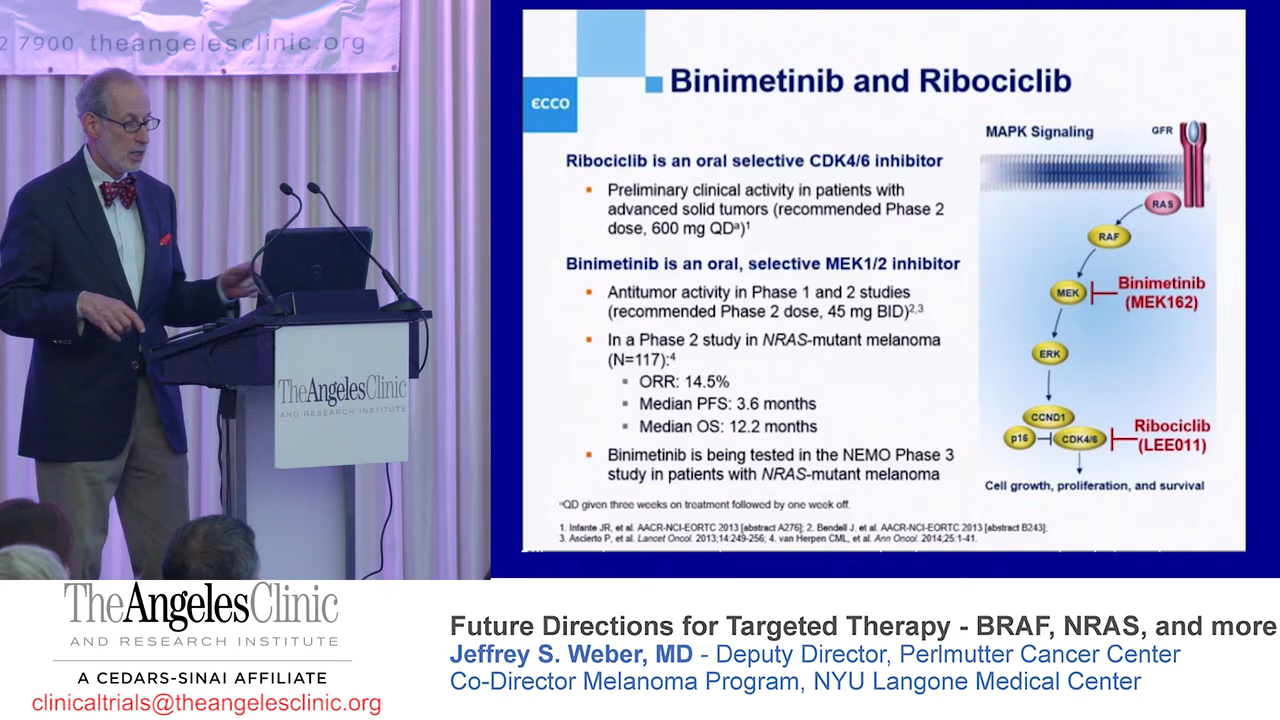 2 7900 theangelesclinic.org
TheAngelesClinic
AND RESEARCH INSTITUTE
Binimetinib and Ribociclib
ecco
Ribociclib is an oral selective CDK4/6 inhibitor
▪ Preliminary clinical activity in patients with
advanced solid tumors (recommended Phase 2
dose, 600 mg QDᵃ)¹
Binimetinib is an oral, selective MEK1/2 inhibitor
▪ Antitumor activity in Phase 1 and 2 studies
(recommended Phase 2 dose, 45 mg BID)²,³
▪ In a Phase 2 study in NRAS-mutant melanoma
(N=117):⁴
▪ ORR: 14.5%
▪ Median PFS: 3.6 months
▪ Median OS: 12.2 months
▪ Binimetinib is being tested in the NEMO Phase 3
study in patients with NRAS-mutant melanoma
ᵃQD given three weeks on treatment followed by one week off.
1. Infante JR, et al. AACR-NCI-EORTC 2013 [abstract A276]; 2. Bendell J, et al. AACR-NCI-EORTC 2013 [abstract B243];
3. Ascierto P, et al. Lancet Oncol. 2013;14:249-256; 4. van Herpen CML, et al. Ann Oncol. 2014;25:1-41.
MAPK Signaling
GFR
RAS
RAF
MEK
Binimetinib
(MEK162)
ERK
CCND1
p16
CDK4/6
Ribociclib
(LEE011)
Cell growth, proliferation, and survival
TheAngelesClinic
AND RESEARCH INSTITUTE
A CEDARS-SINAI AFFILIATE
clinicaltrials@theangelesclinic.org
Future Directions for Targeted Therapy - BRAF, NRAS, and more
Jeffrey S. Weber, MD - Deputy Director, Perlmutter Cancer Center
Co-Director Melanoma Program, NYU Langone Medical Center